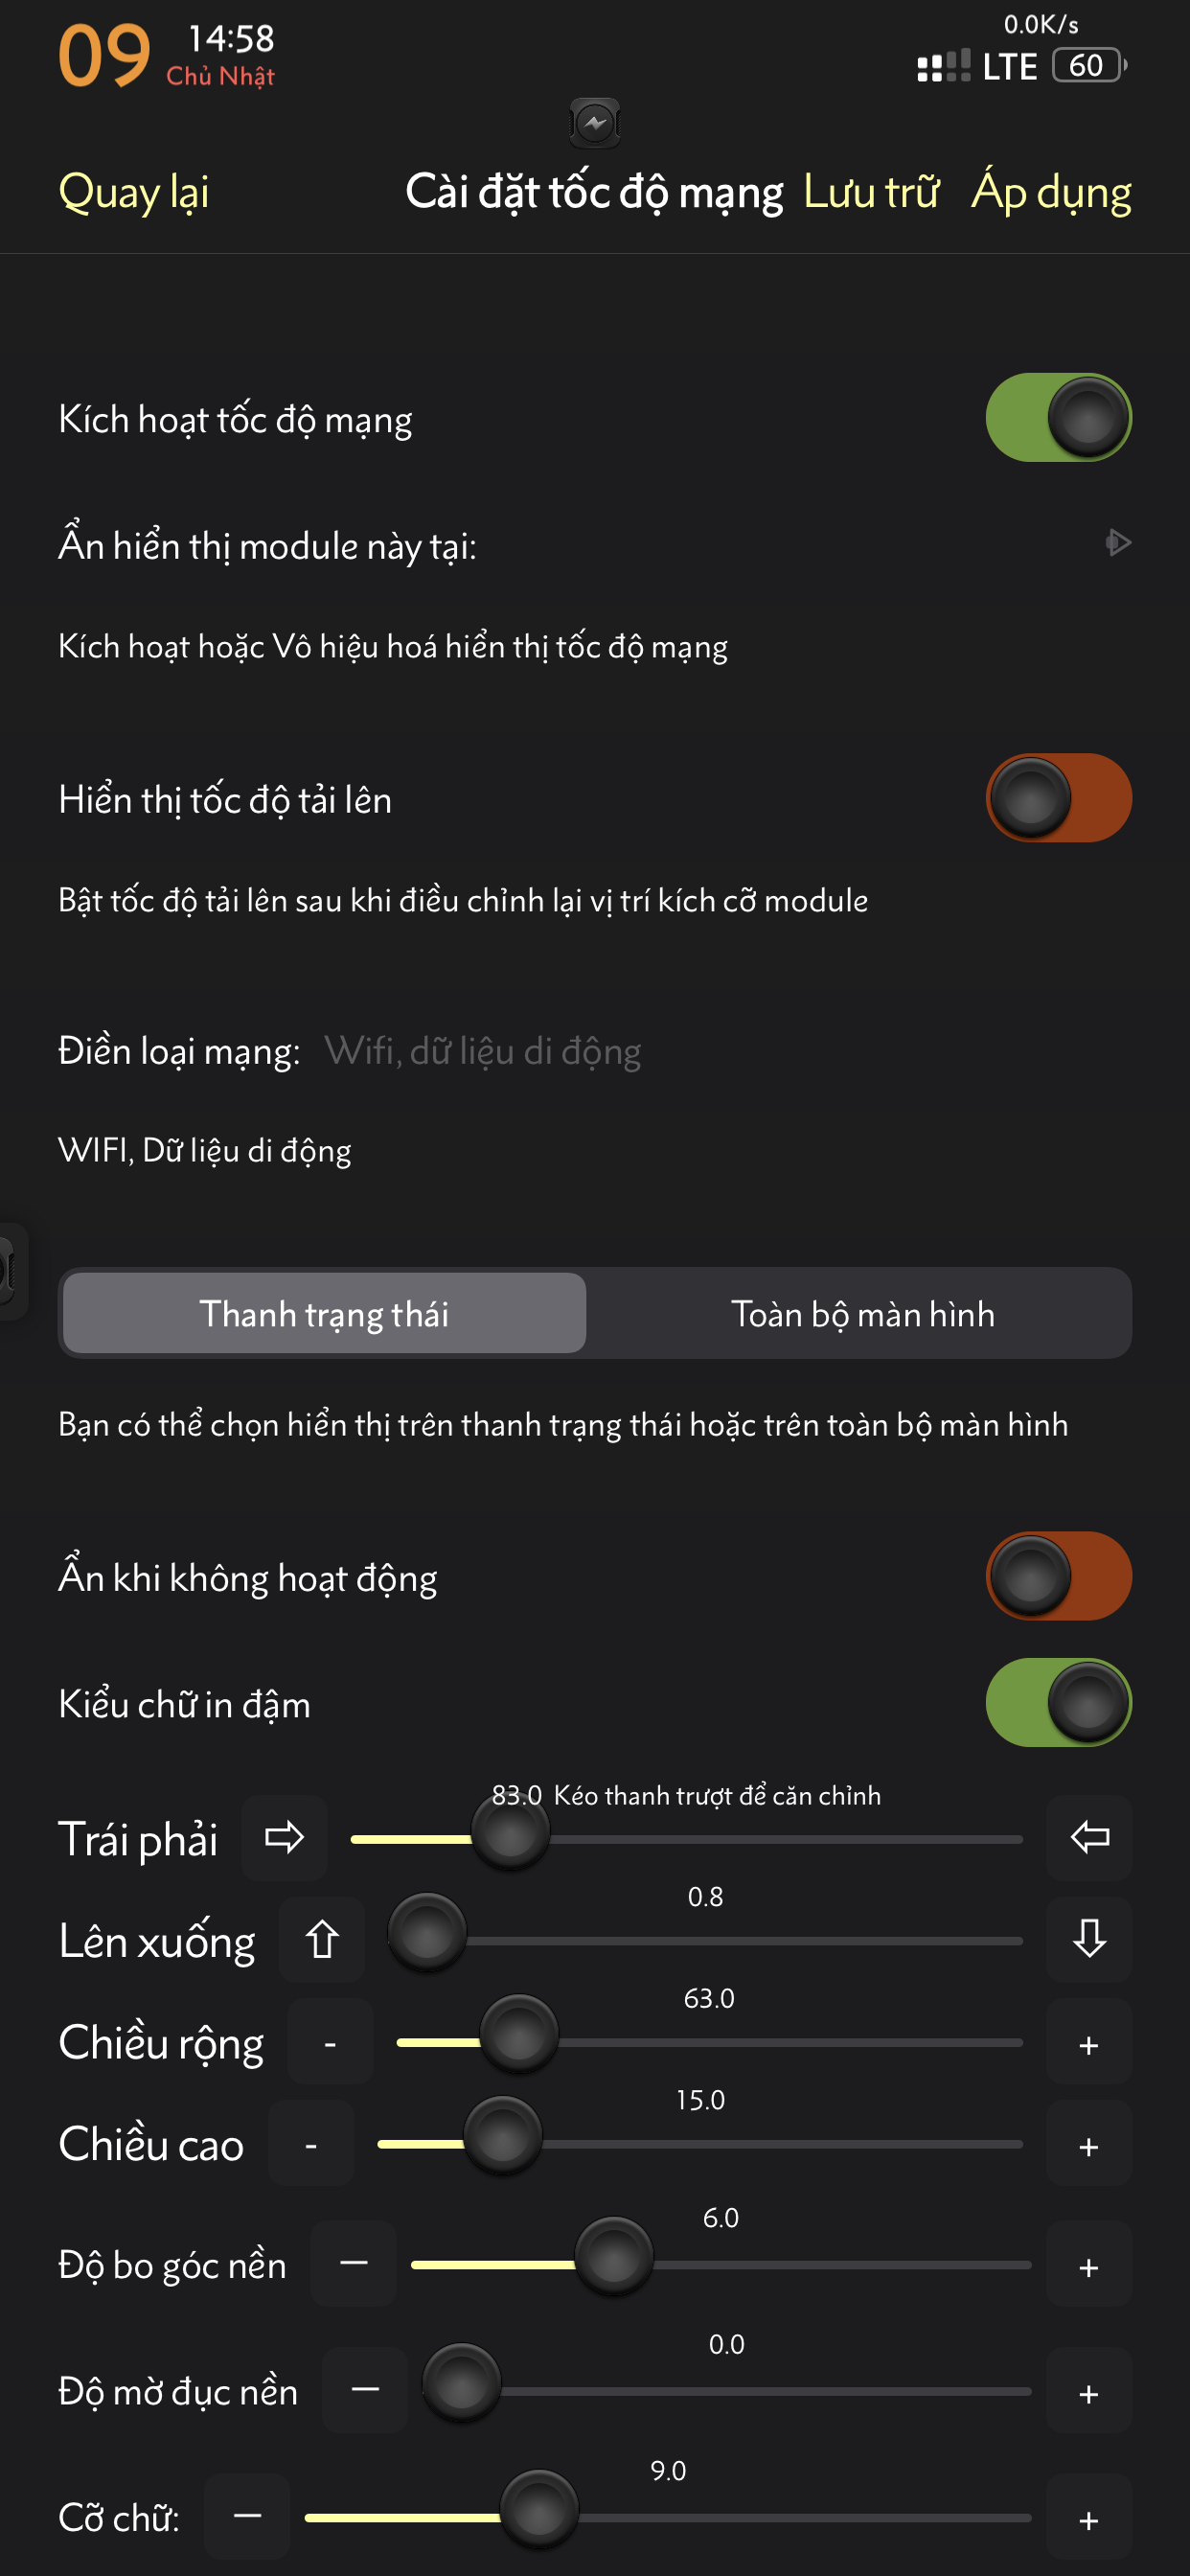 09
14:58
Chủ Nhật
0.0K/s
LTE 60
Quay lại Cài đặt tốc độ mạng Lưu trữ Áp dụng
Kích hoạt tốc độ mạng
Ẩn hiển thị module này tại:
Kích hoạt hoặc Vô hiệu hoá hiển thị tốc độ mạng
Hiển thị tốc độ tải lên
Bật tốc độ tải lên sau khi điều chỉnh lại vị trí kích cỡ module
Điền loại mạng: Wifi, dữ liệu di động
WIFI, Dữ liệu di động
Thanh trạng thái Toàn bộ màn hình
Bạn có thể chọn hiển thị trên thanh trạng thái hoặc trên toàn bộ màn hình
Ẩn khi không hoạt động
Kiểu chữ in đậm
83.0 Kéo thanh trượt để căn chỉnh
Trái phải
0.8
Lên xuống
63.0
Chiều rộng - +
15.0
Chiều cao - +
6.0
Độ bo góc nền — +
0.0
Độ mờ đục nền — +
9.0
Cỡ chữ: — +